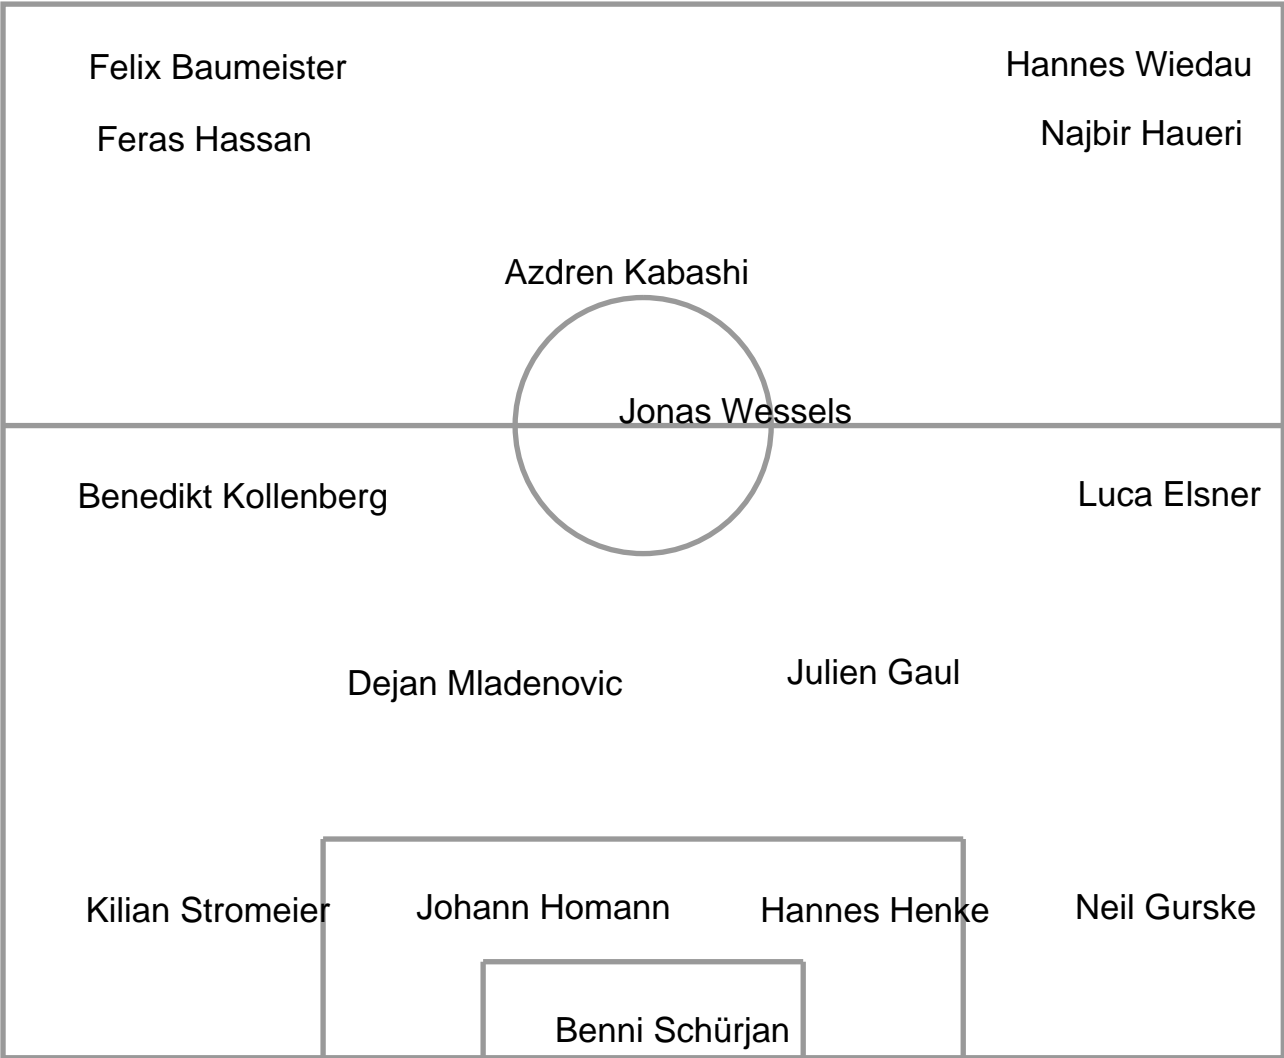 Felix Baumeister
Hannes Wiedau
Feras Hassan
Najbir Haueri
Azdren Kabashi
Jonas Wessels
Benedikt Kollenberg
Luca Elsner
Dejan Mladenovic
Julien Gaul
Kilian Stromeier
Johann Homann
Hannes Henke
Neil Gurske
Benni Schürjan